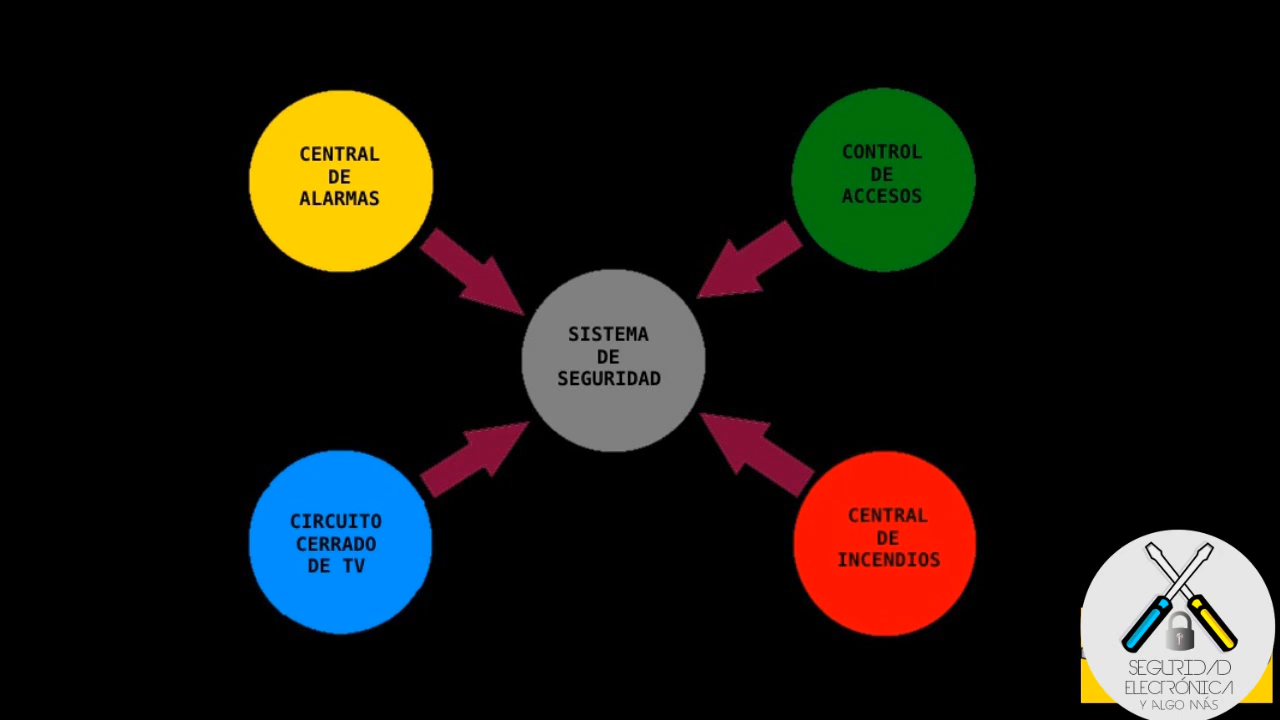 CENTRAL
DE
ALARMAS
CONTROL
DE
ACCESOS
SISTEMA
DE
SEGURIDAD
CIRCUITO
CERRADO
DE TV
CENTRAL
DE
INCENDIOS
SEGURIDAD
ELECTRÓNICA
Y ALGO MÁS